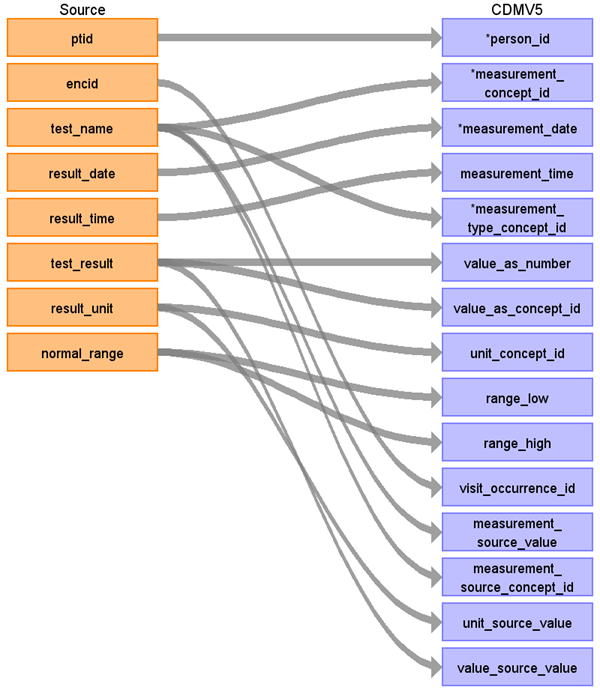 Source
CDMV5
ptid
*person_id
encid
*measurement_
concept_id
test_name
*measurement_date
result_date
measurement_time
result_time
*measurement_
type_concept_id
test_result
value_as_number
result_unit
value_as_concept_id
normal_range
unit_concept_id
range_low
range_high
visit_occurrence_id
measurement_
source_value
measurement_
source_concept_id
unit_source_value
value_source_value